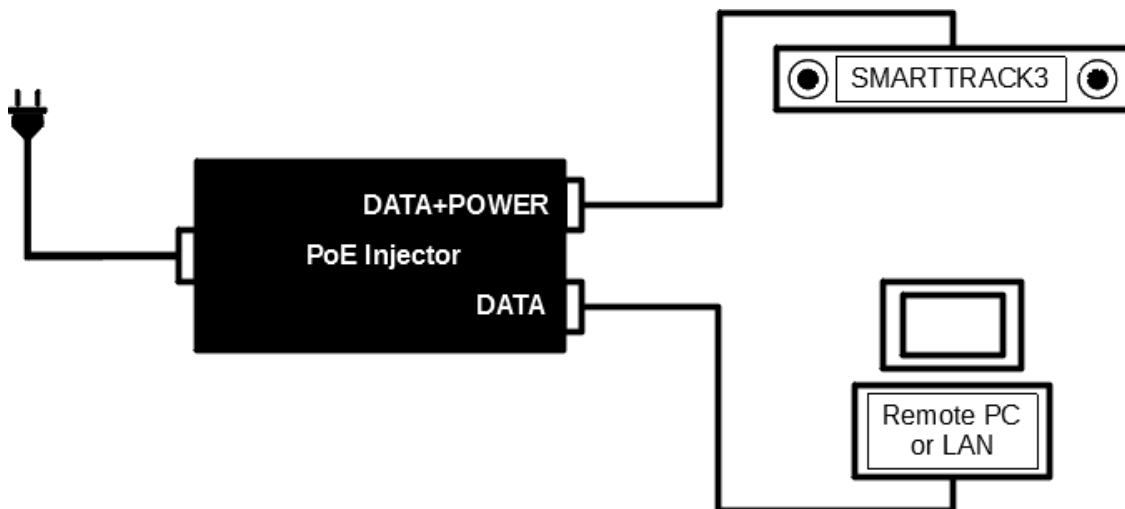 SMARTTRACK3
DATA+POWER
PoE Injector
DATA
Remote PC
or LAN